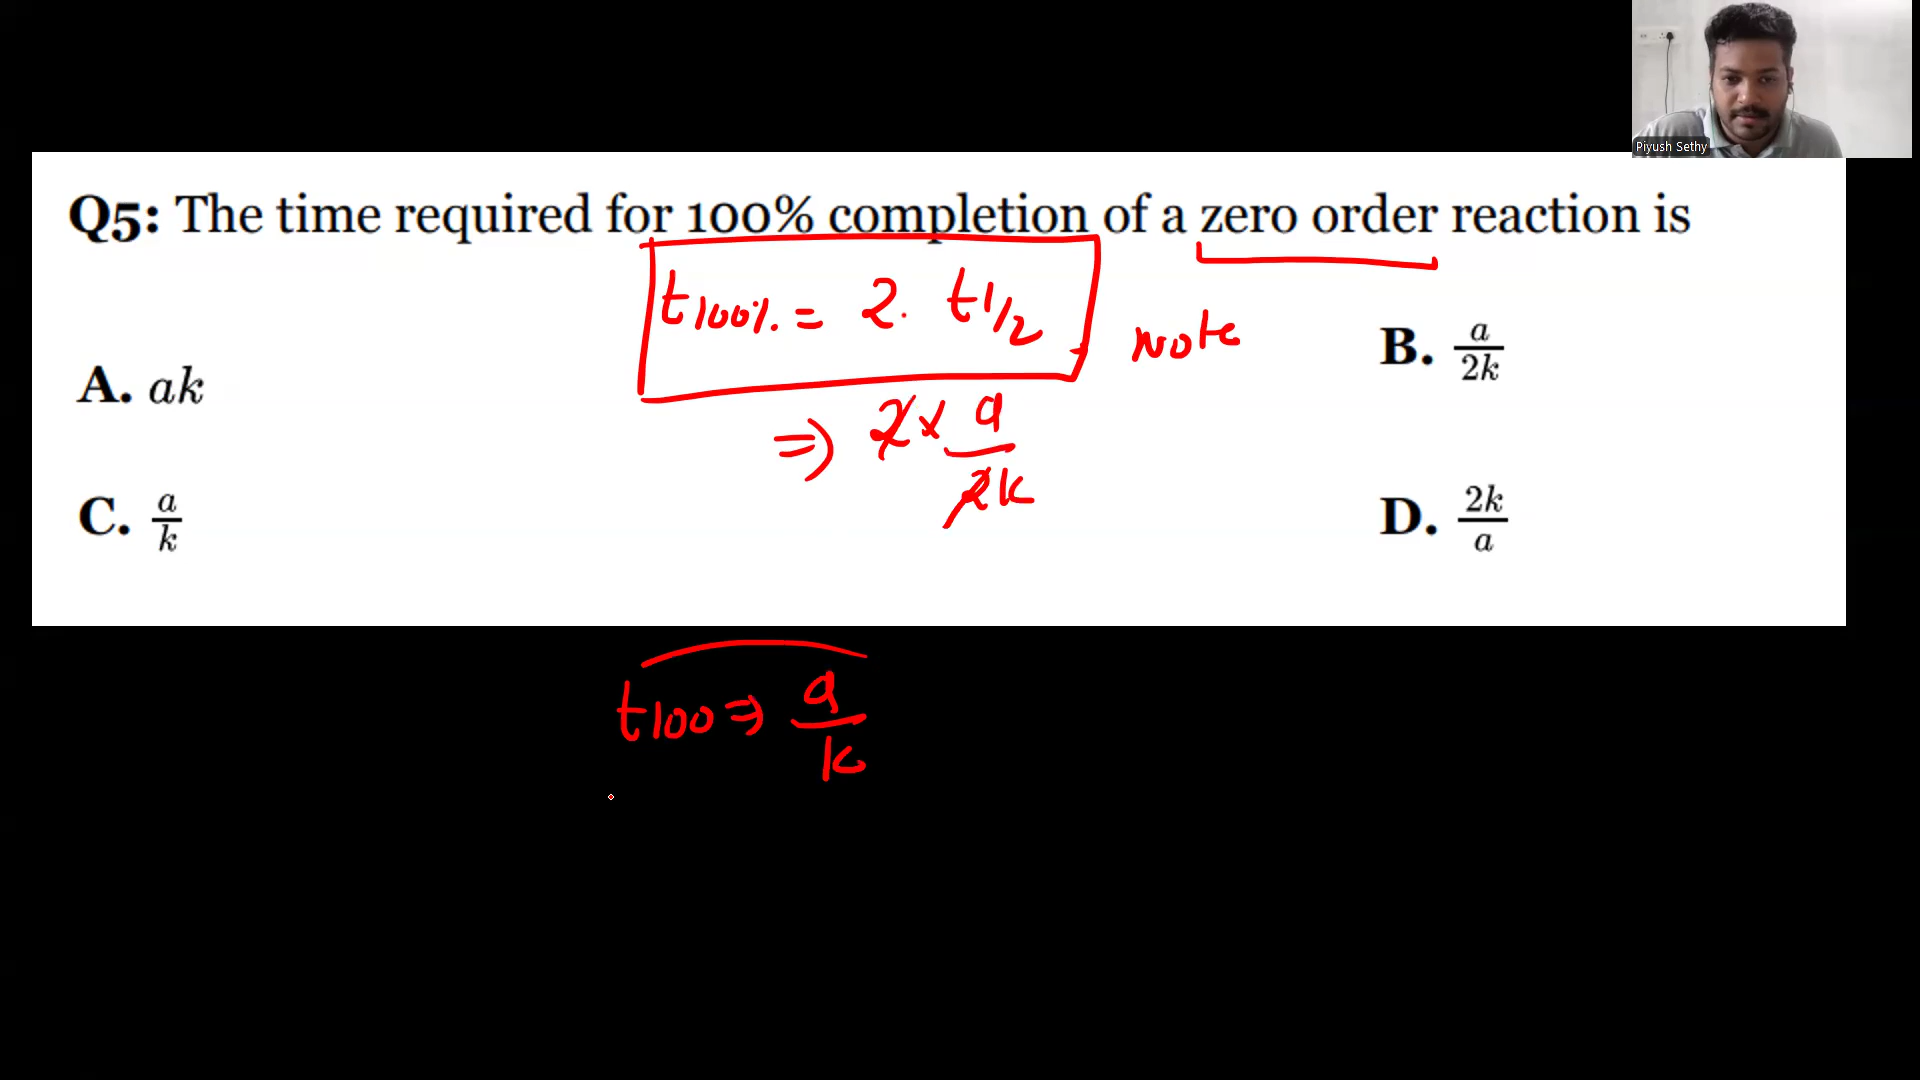 Piyush Sethy
Q5: The time required for 100% completion of a zero order reaction is
t100% = 2. t1/2
Note
A. ak
B. a/2k
⇒ 2 × a/2k
C. a/k
D. 2k/a
t100 ⇒ a/k